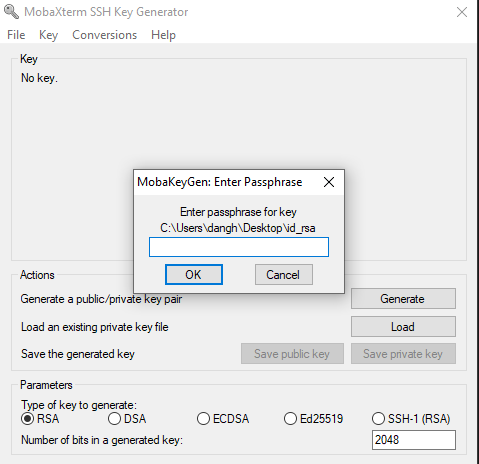 MobaXterm SSH Key Generator
File Key Conversions Help
Key
No key.
MobaKeyGen: Enter Passphrase
Enter passphrase for key
C:\Users\dangh\Desktop\id_rsa
OK Cancel
Actions
Generate a public/private key pair Generate
Load an existing private key file Load
Save the generated key Save public key Save private key
Parameters
Type of key to generate:
RSA DSA ECDSA Ed25519 SSH-1 (RSA)
Number of bits in a generated key: 2048